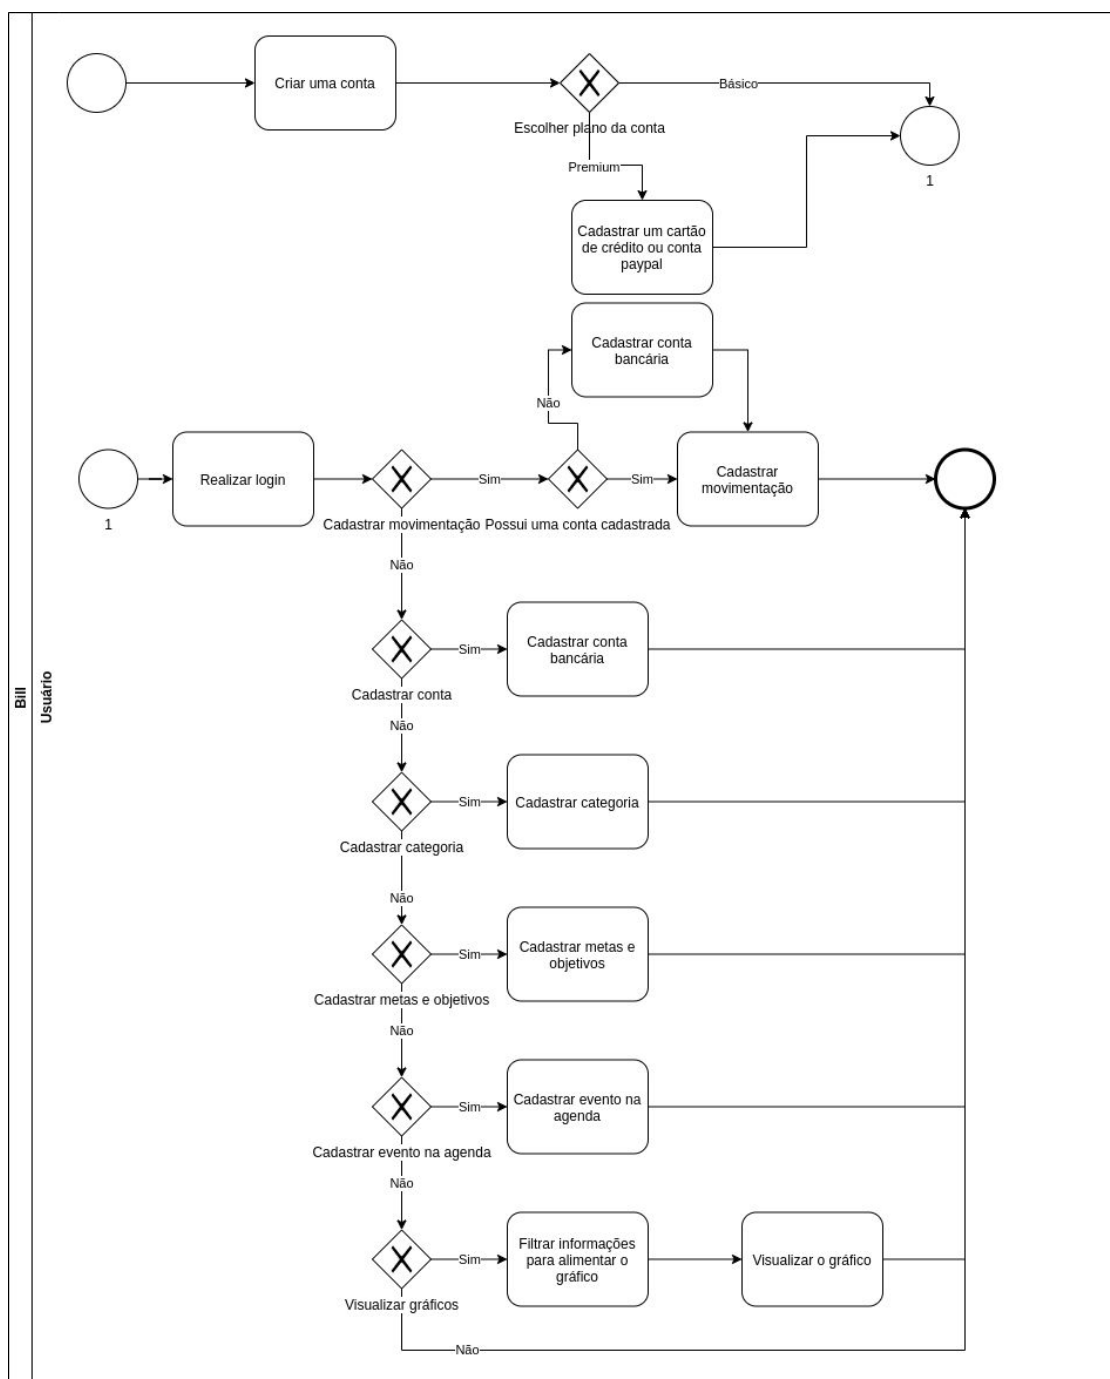 Bill
Usuário
Criar uma conta
Escolher plano da conta
Básico
1
Premium
Cadastrar um cartão
de crédito ou conta
paypal
Cadastrar conta
bancária
Não
1
Realizar login
Cadastrar movimentação
Sim
Possui uma conta cadastrada
Sim
Cadastrar
movimentação
Não
Cadastrar conta
Sim
Cadastrar conta
bancária
Não
Cadastrar categoria
Sim
Cadastrar categoria
Não
Cadastrar metas e objetivos
Sim
Cadastrar metas e
objetivos
Não
Cadastrar evento na agenda
Sim
Cadastrar evento na
agenda
Não
Visualizar gráficos
Sim
Filtrar informações
para alimentar o
gráfico
Visualizar o gráfico
Não